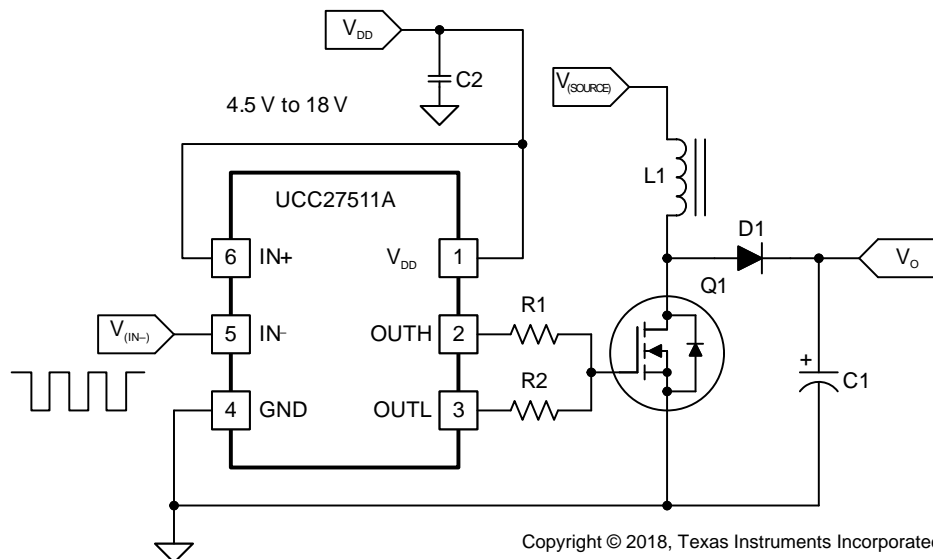 V_DD
C2
4.5 V to 18 V
V_(SOURCE)
L1
UCC27511A
D1
6 IN+
V_DD 1
V_O
Q1
R1
V_(IN–)
5 IN-
OUTH 2
R2
+
C1
4 GND
OUTL 3
Copyright © 2018, Texas Instruments Incorporated